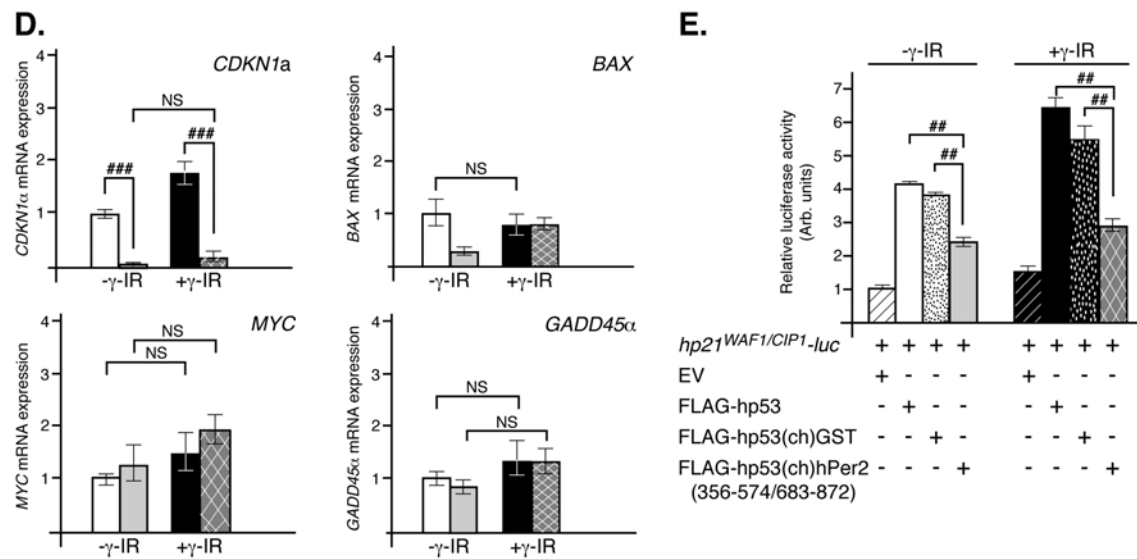 D.
CDKN1a
CDKN1α mRNA expression
4
3
2
1
NS
###
###
-γ-IR +γ-IR
BAX
BAX mRNA expression
4
3
2
1
NS
-γ-IR +γ-IR
MYC
MYC mRNA expression
4
3
2
1
0
NS
NS
-γ-IR +γ-IR
GADD45α
GADD45α mRNA expression
4
3
2
1
0
NS
NS
-γ-IR +γ-IR
E.
-γ-IR +γ-IR
Relative luciferase activity
(Arb. units)
7
6
5
4
3
2
1
##
##
##
##
hp21WAF1/CIP1-luc + + + + + + + +
EV + - - - + - - -
FLAG-hp53 - + - - - + - -
FLAG-hp53(ch)GST - - + - - - + -
FLAG-hp53(ch)hPer2 - - - + - - - +
(356-574/683-872)